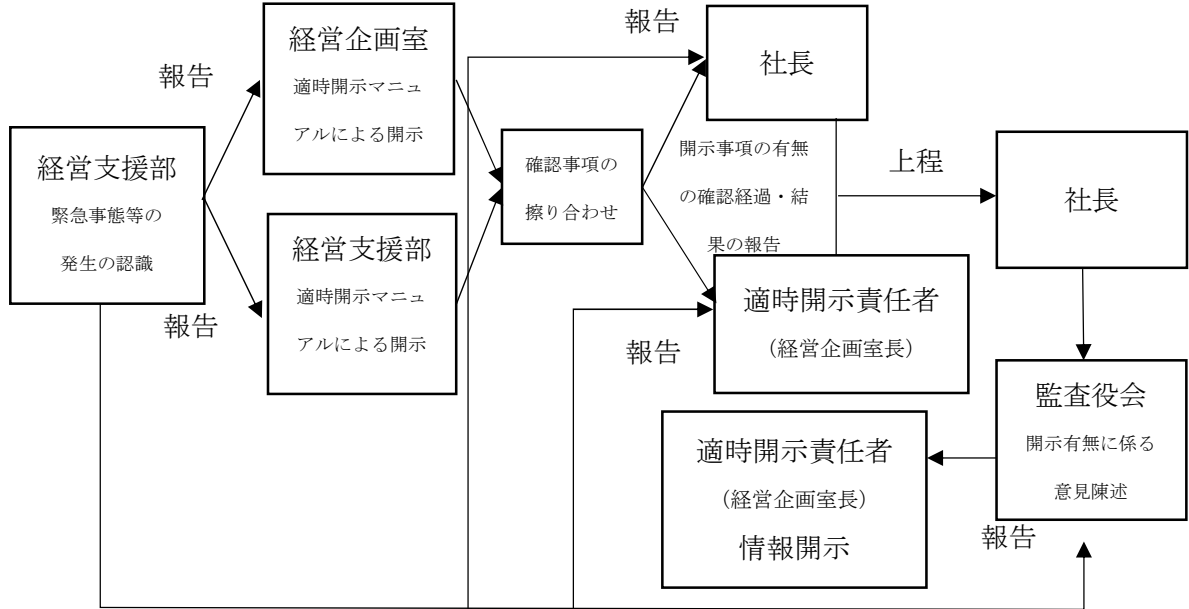 報告
経営企画室
適時開示マニュ
アルによる開示
経営支援部
緊急事態等の
発生の認識
報告
経営支援部
適時開示マニュ
アルによる開示
確認事項の
擦り合わせ
報告
社長
開示事項の有無
の確認経過・結
果の報告
上程
社長
報告
適時開示責任者
（経営企画室長）
監査役会
開示有無に係る
意見陳述
報告
適時開示責任者
（経営企画室長）
情報開示